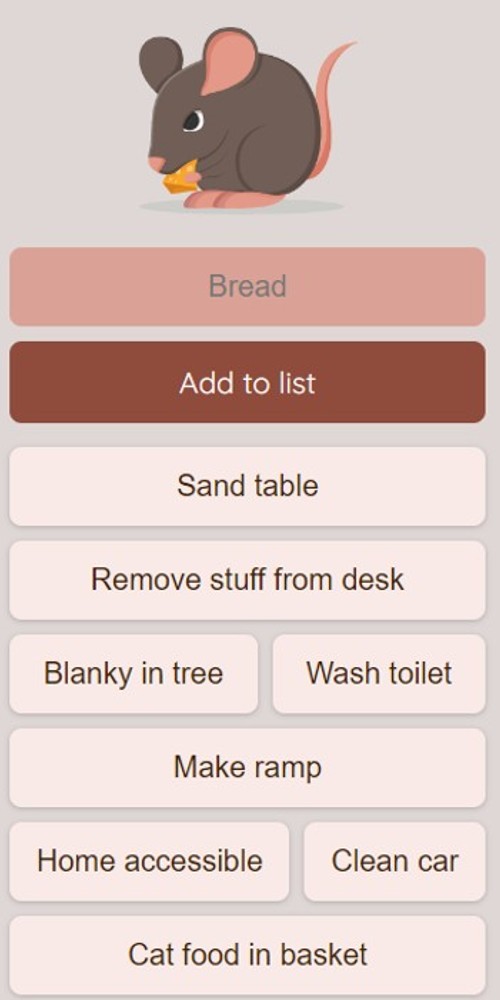 Bread
Add to list
Sand table
Remove stuff from desk
Blanky in tree
Wash toilet
Make ramp
Home accessible
Clean car
Cat food in basket